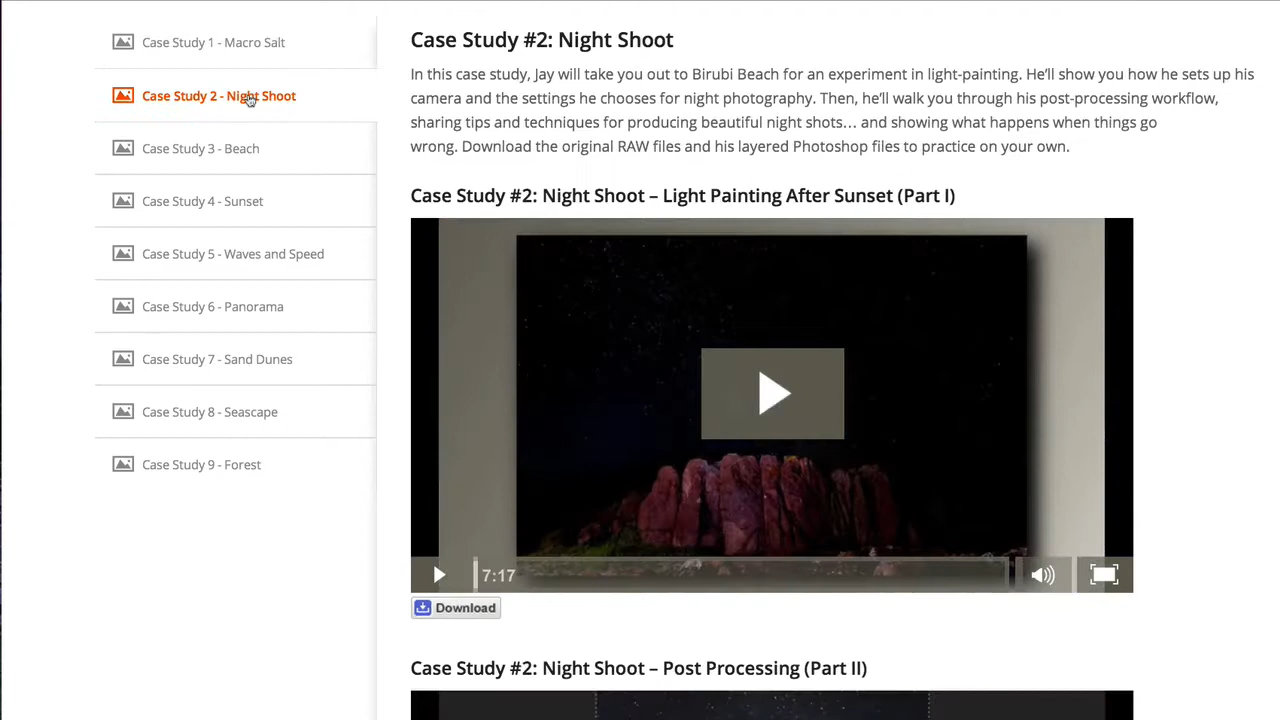 Case Study 1 - Macro Salt
Case Study 2 - Night Shoot
Case Study 3 - Beach
Case Study 4 - Sunset
Case Study 5 - Waves and Speed
Case Study 6 - Panorama
Case Study 7 - Sand Dunes
Case Study 8 - Seascape
Case Study 9 - Forest
Case Study #2: Night Shoot
In this case study, Jay will take you out to Birubi Beach for an experiment in light-painting. He'll show you how he sets up his
camera and the settings he chooses for night photography. Then, he'll walk you through his post-processing workflow,
sharing tips and techniques for producing beautiful night shots… and showing what happens when things go
wrong. Download the original RAW files and his layered Photoshop files to practice on your own.
Case Study #2: Night Shoot – Light Painting After Sunset (Part I)
7:17
Download
Case Study #2: Night Shoot – Post Processing (Part II)